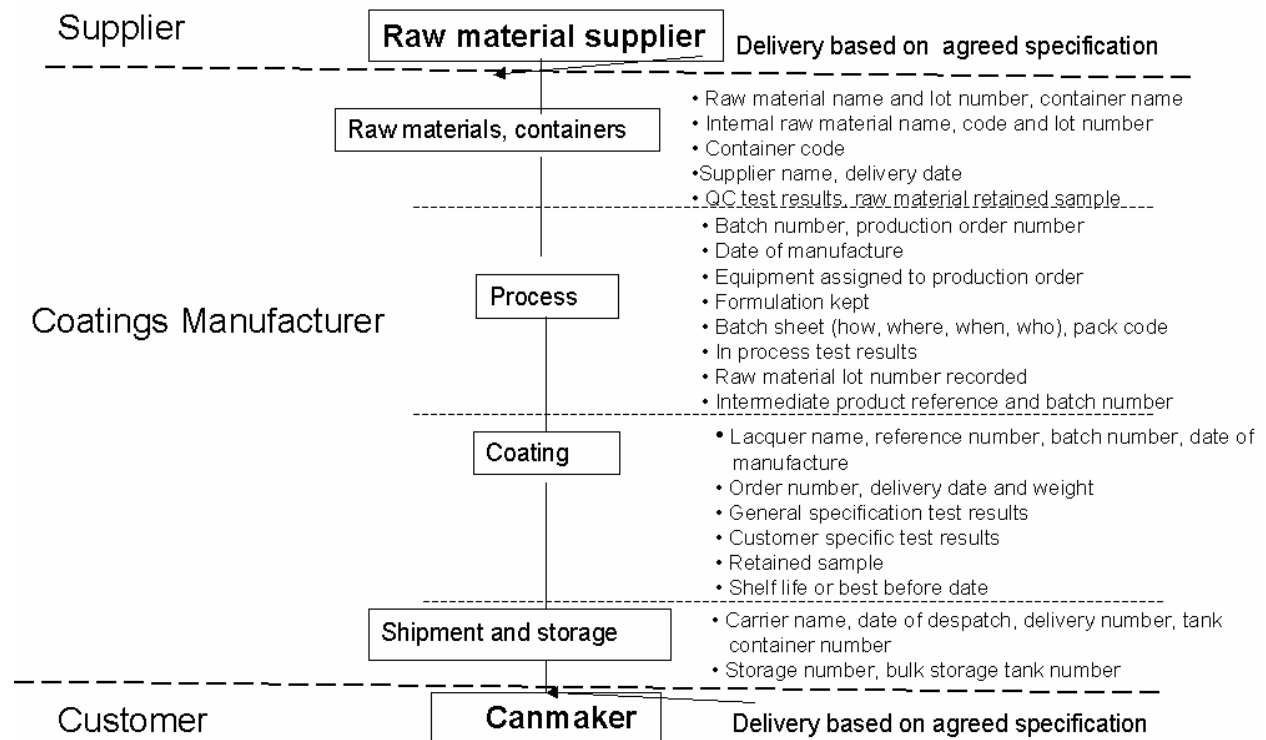 Supplier
Raw material supplier
Delivery based on agreed specification
Raw materials, containers
• Raw material name and lot number, container name
• Internal raw material name, code and lot number
• Container code
•Supplier name, delivery date
• QC test results, raw material retained sample
Coatings Manufacturer
Process
• Batch number, production order number
• Date of manufacture
• Equipment assigned to production order
• Formulation kept
• Batch sheet (how, where, when, who), pack code
• In process test results
• Raw material lot number recorded
• Intermediate product reference and batch number
Coating
• Lacquer name, reference number, batch number, date of
manufacture
• Order number, delivery date and weight
• General specification test results
• Customer specific test results
• Retained sample
• Shelf life or best before date
Shipment and storage
• Carrier name, date of despatch, delivery number, tank
container number
• Storage number, bulk storage tank number
Customer
Canmaker
Delivery based on agreed specification